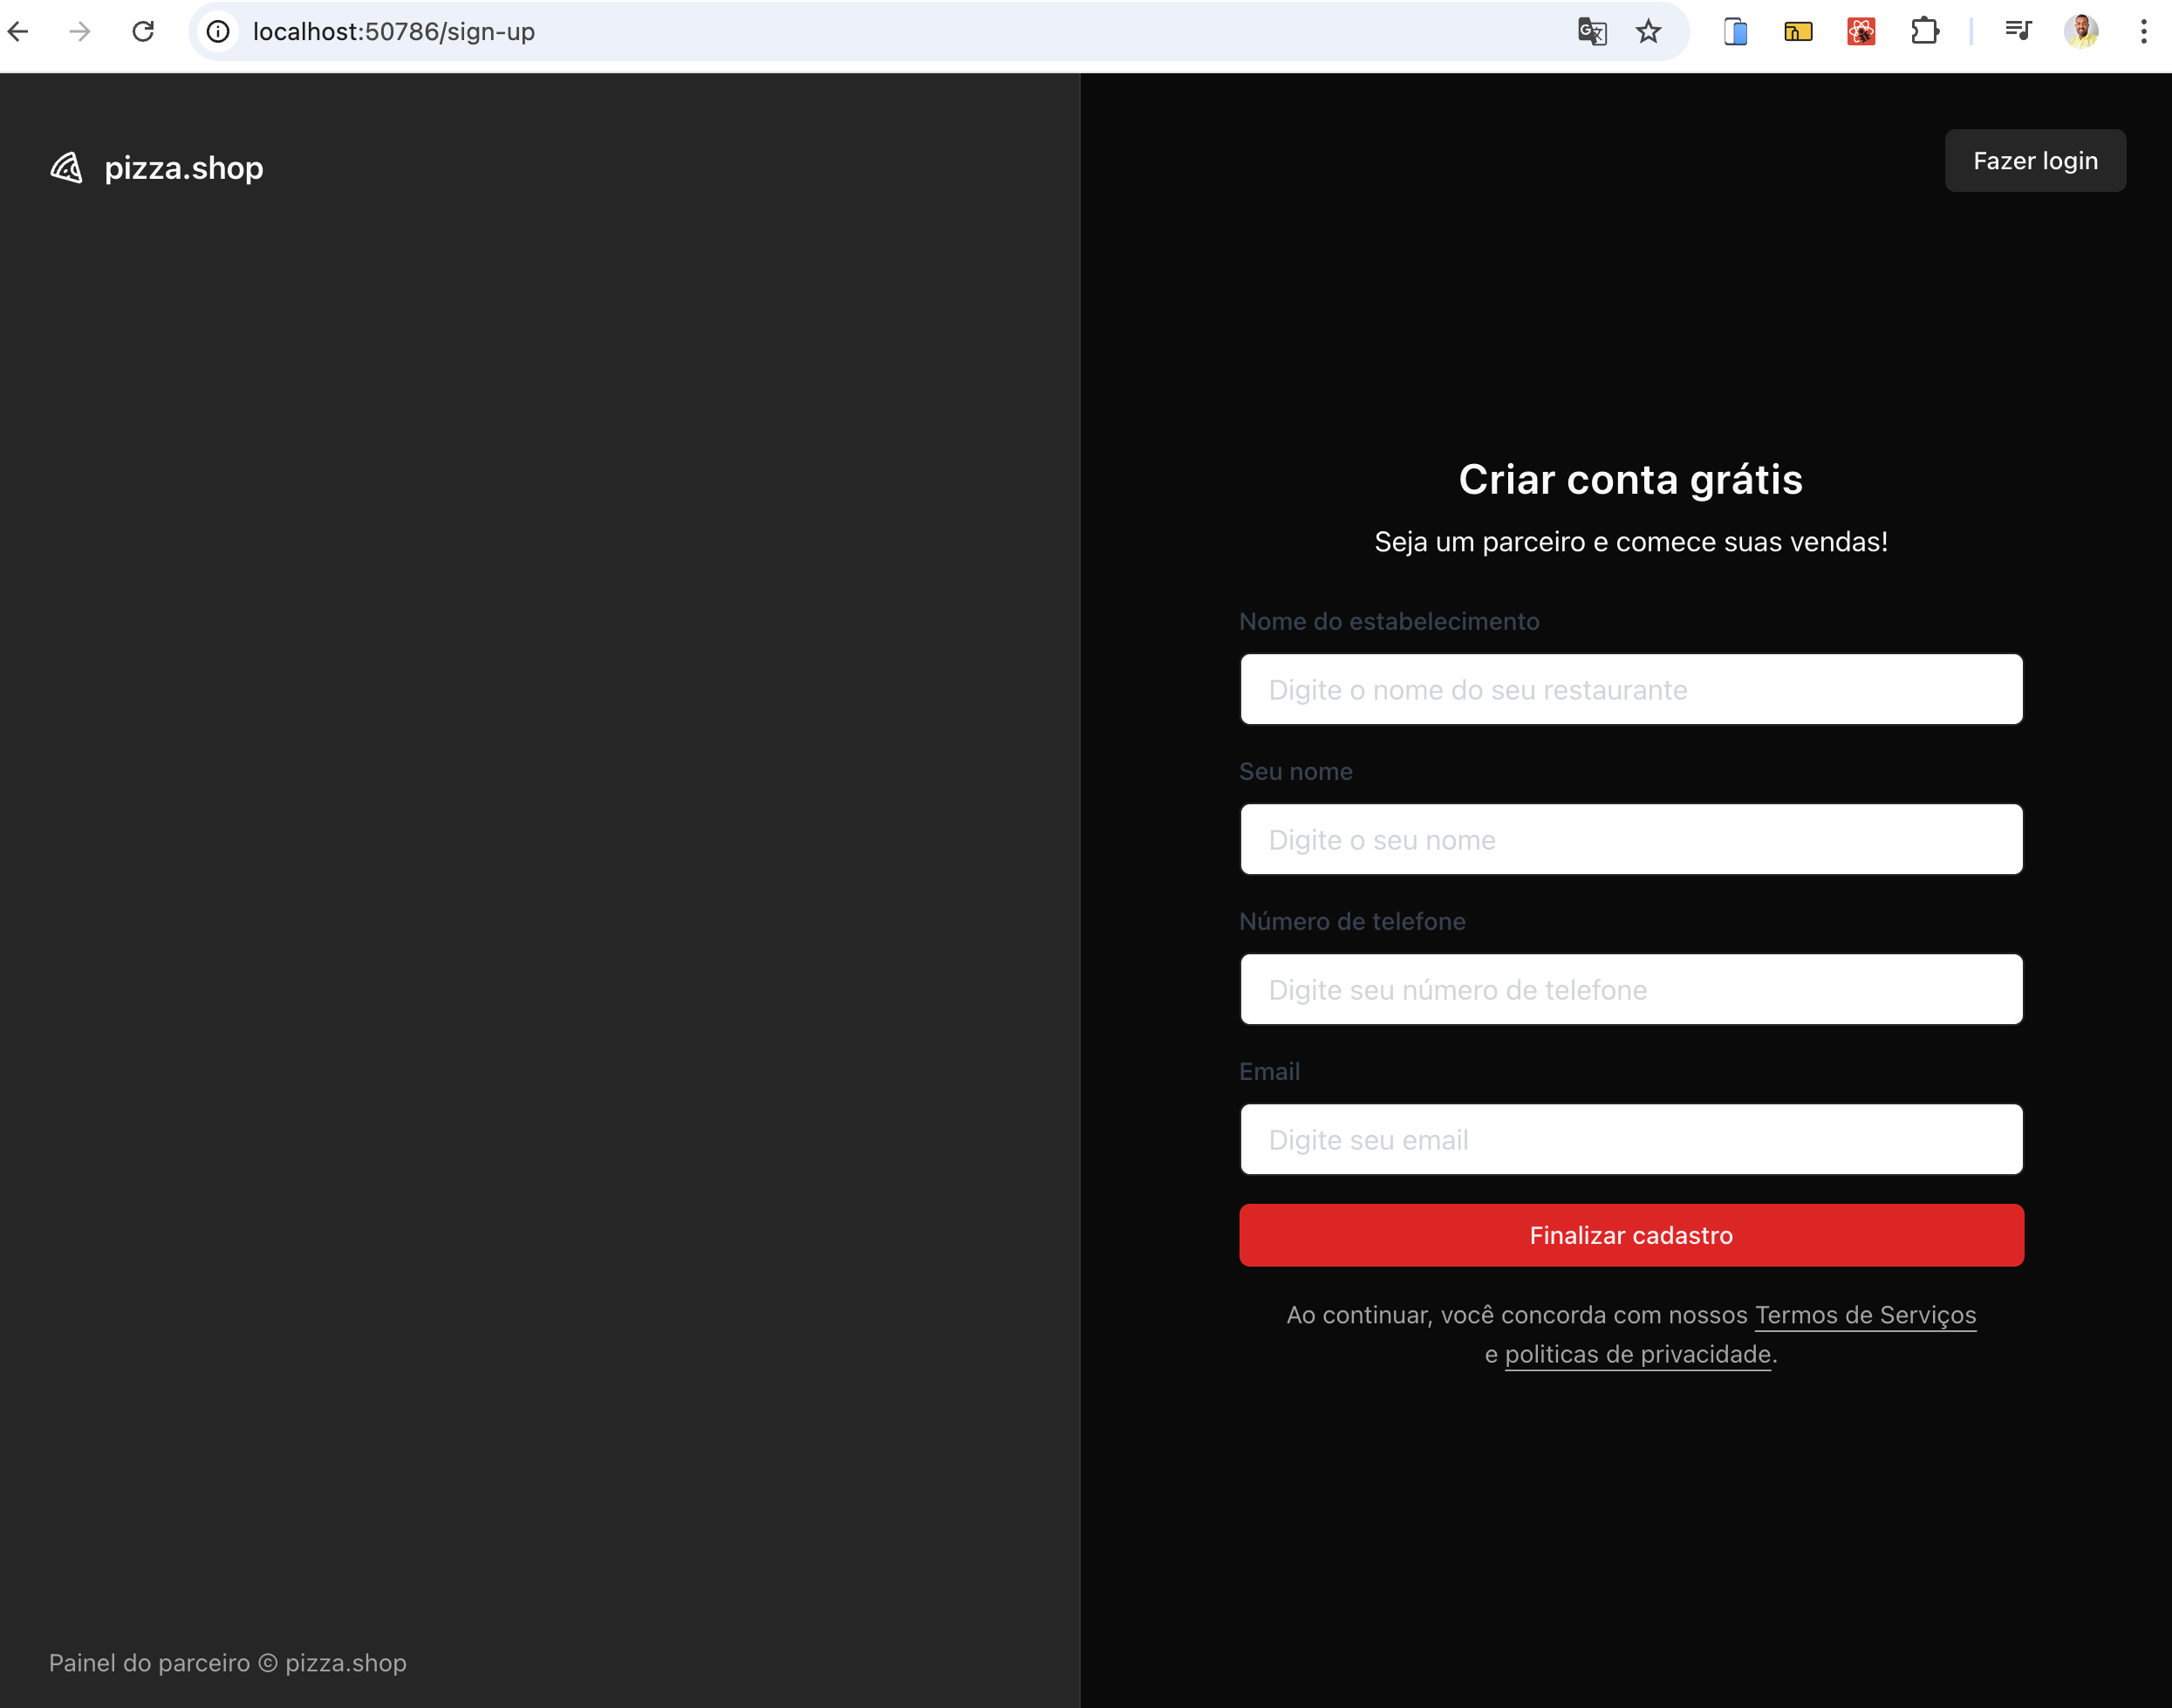 localhost:50786/sign-up
pizza.shop
Fazer login
Criar conta grátis
Seja um parceiro e comece suas vendas!
Nome do estabelecimento
Digite o nome do seu restaurante
Seu nome
Digite o seu nome
Número de telefone
Digite seu número de telefone
Email
Digite seu email
Finalizar cadastro
Ao continuar, você concorda com nossos Termos de Serviços
e politicas de privacidade.
Painel do parceiro © pizza.shop